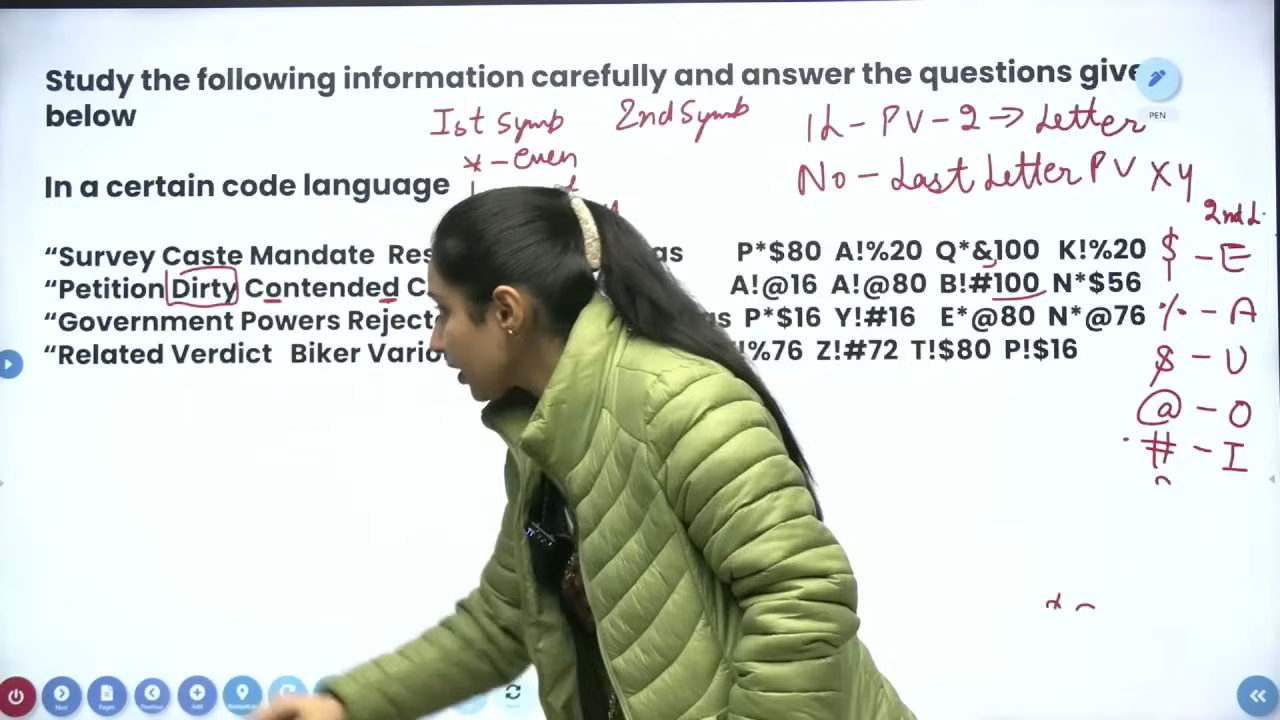 Study the following information carefully and answer the questions give
below
PEN
Ist Symb 2nd Symb 1L - PV - 2 → Letter
* - even
No - Last Letter PV X 4
In a certain code language
2nd L.
"Survey Caste Mandate Res as P*$80 A!%20 Q*&100 K!%20 $ - E
"Petition Dirty Contended C A!@16 A!@80 B!#100 N*$56
"Government Powers Reject s P*$16 Y!#16 E*@80 N*@76 % - A
"Related Verdict Biker Vario !%76 Z!#72 T!$80 P!$16 $ - U
@ - O
# - I